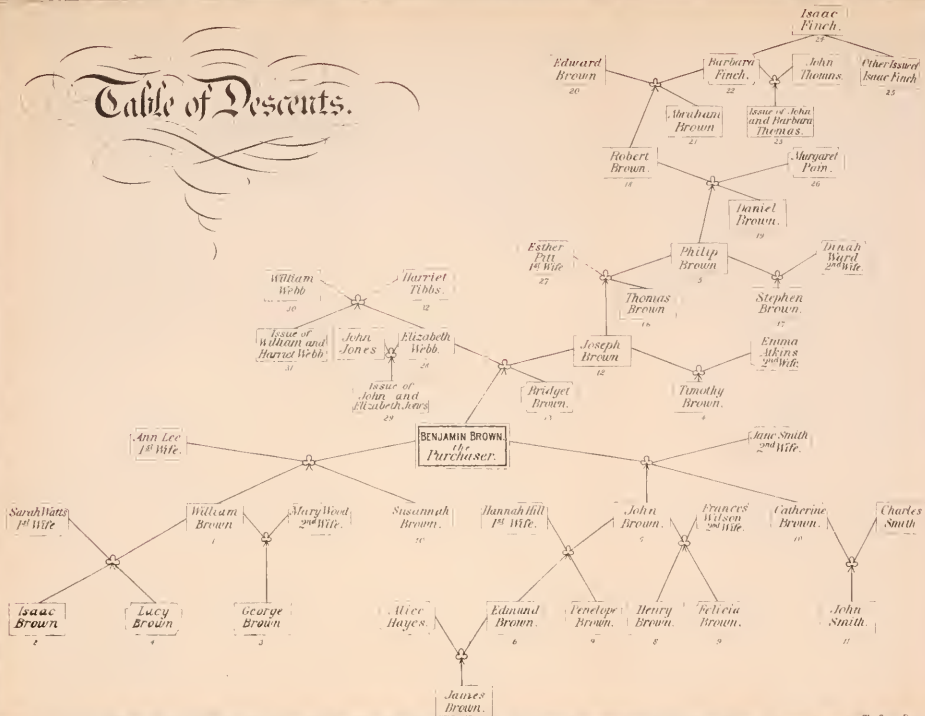 Table of Descents.
Isaac
Finch.
24
Edward
Brown
20
Barbara
Finch.
22
John
Thomas.
Other Issue of
Isaac Finch
25
Abraham
Brown
21
Issue of John
and Barbara
Thomas.
23
Robert
Brown.
18
Margaret
Pain.
26
Daniel
Brown.
19
Esther
Pitt
1st Wife
27
Philip
Brown
Dinah
Ward
2nd Wife.
Thomas
Brown
16
Stephen
Brown.
17
William
Webb
30
Harriet
Tibbs.
Issue of
William and
Harriet Webb
31
John
Jones
Elizabeth
Webb.
28
Issue of
John and
Elizabeth Jones
29
Joseph
Brown
12
Emma
Atkins
2nd Wife.
Bridget
Brown.
13
Timothy
Brown.
Ann Lee
1st Wife.
BENJAMIN BROWN.
the
Purchaser.
Jane Smith
2nd Wife.
Sarah Watts
1st Wife
William
Brown
1
Mary Wood
2nd Wife.
Susannah
Brown.
10
Hannah Hill
1st Wife.
John
Brown.
5
Frances
Wilson
2nd Wife.
Catherine
Brown.
10
Charles
Smith
Isaac
Brown
2
Lucy
Brown
4
George
Brown
3
Alice
Hayes.
Edmund
Brown.
6
Penelope
Brown.
9
Henry
Brown.
8
Felicia
Brown.
9
John
Smith.
11
James
Brown.